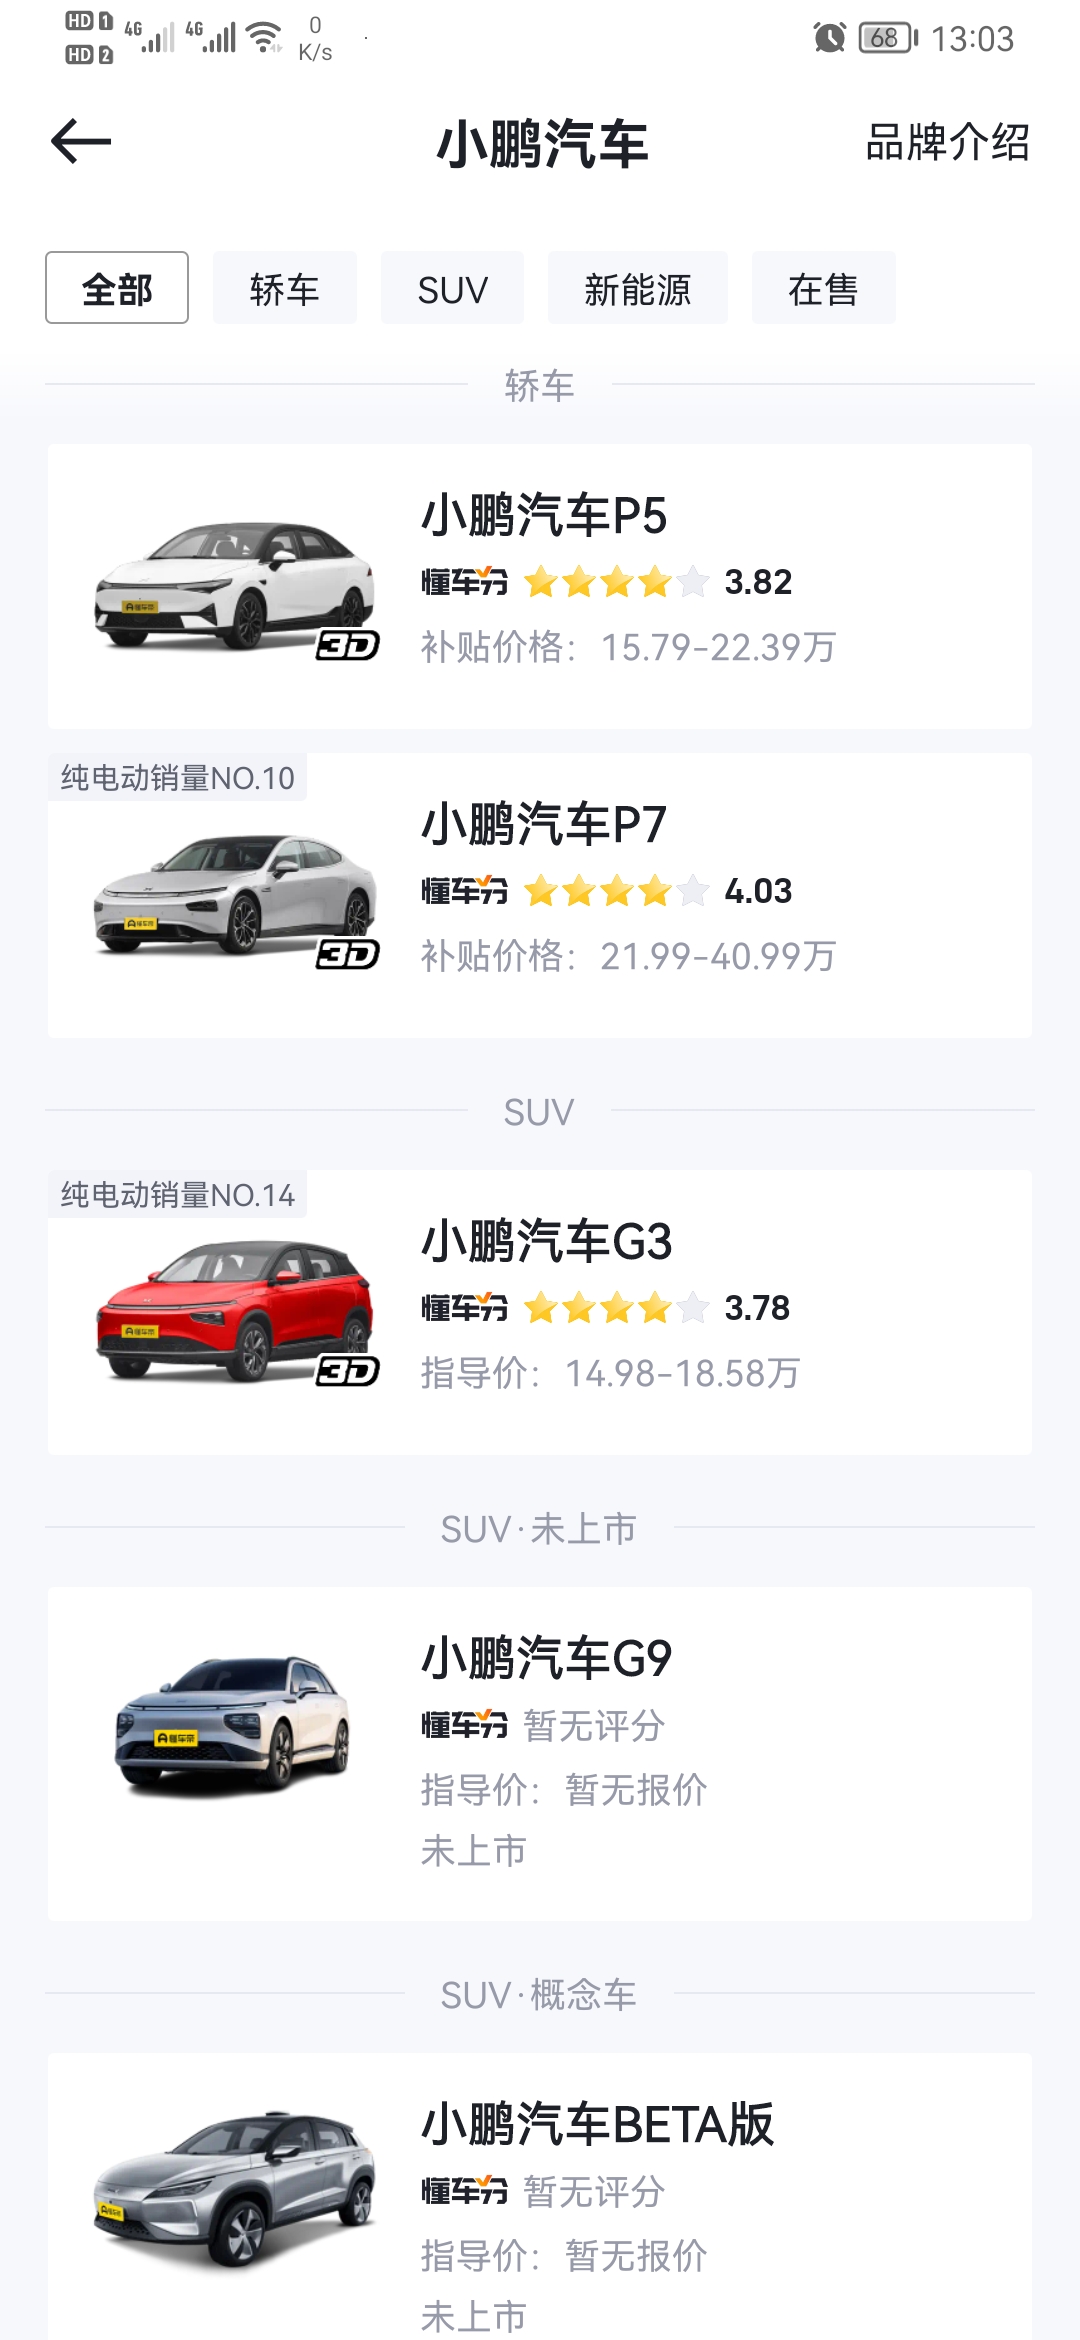 HD 1 4G 4G 0
HD 2 K/s
68 13:03
小鹏汽车 品牌介绍
全部 轿车 SUV 新能源 在售
轿车
小鹏汽车P5
懂车分 3.82
3D 补贴价格：15.79-22.39万
纯电动销量NO.10
小鹏汽车P7
懂车分 4.03
3D 补贴价格：21.99-40.99万
SUV
纯电动销量NO.14
小鹏汽车G3
懂车分 3.78
3D 指导价：14.98-18.58万
SUV·未上市
小鹏汽车G9
懂车帝 懂车分 暂无评分
指导价：暂无报价
未上市
SUV·概念车
小鹏汽车BETA版
懂车分 暂无评分
指导价：暂无报价
未上市